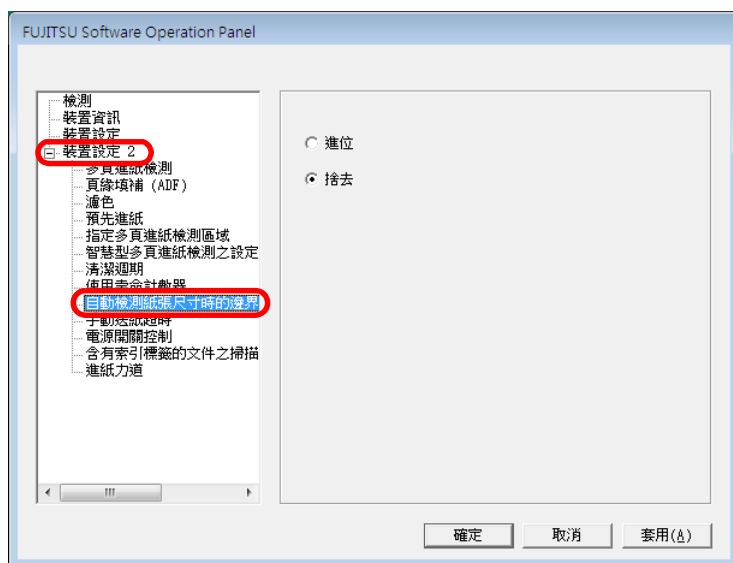 FUJITSU Software Operation Panel
檢測
裝置資訊
裝置設定
裝置設定 2
多頁進紙檢測
頁緣填補 (ADF)
濾色
預先進紙
指定多頁進紙檢測區域
智慧型多頁進紙檢測之設定
清潔週期
使用壽命計數器
自動檢測紙張尺寸時的邊界
手動送紙超時
電源開關控制
含有索引標籤的文件之掃描
進紙力道
進位
捨去
確定 取消 套用(A)